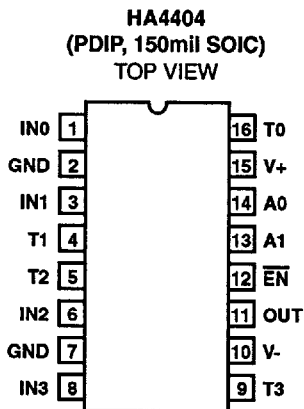 HA4404
(PDIP, 150mil SOIC)
TOP VIEW
IN0 1 16 T0
GND 2 15 V+
IN1 3 14 A0
T1 4 13 A1
T2 5 12 E̅N̅
IN2 6 11 OUT
GND 7 10 V-
IN3 8 9 T3